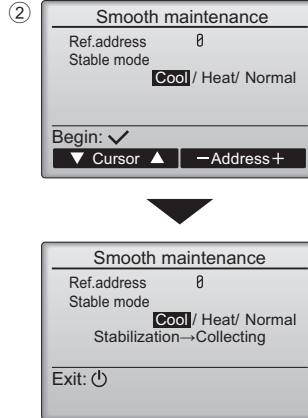 ②
Smooth maintenance
Ref.address 0
Stable mode
Cool / Heat/ Normal
Begin: ✓
▼ Cursor ▲ －Address＋
Smooth maintenance
Ref.address 0
Stable mode
Cool / Heat/ Normal
Stabilization→Collecting
Exit: ⏻